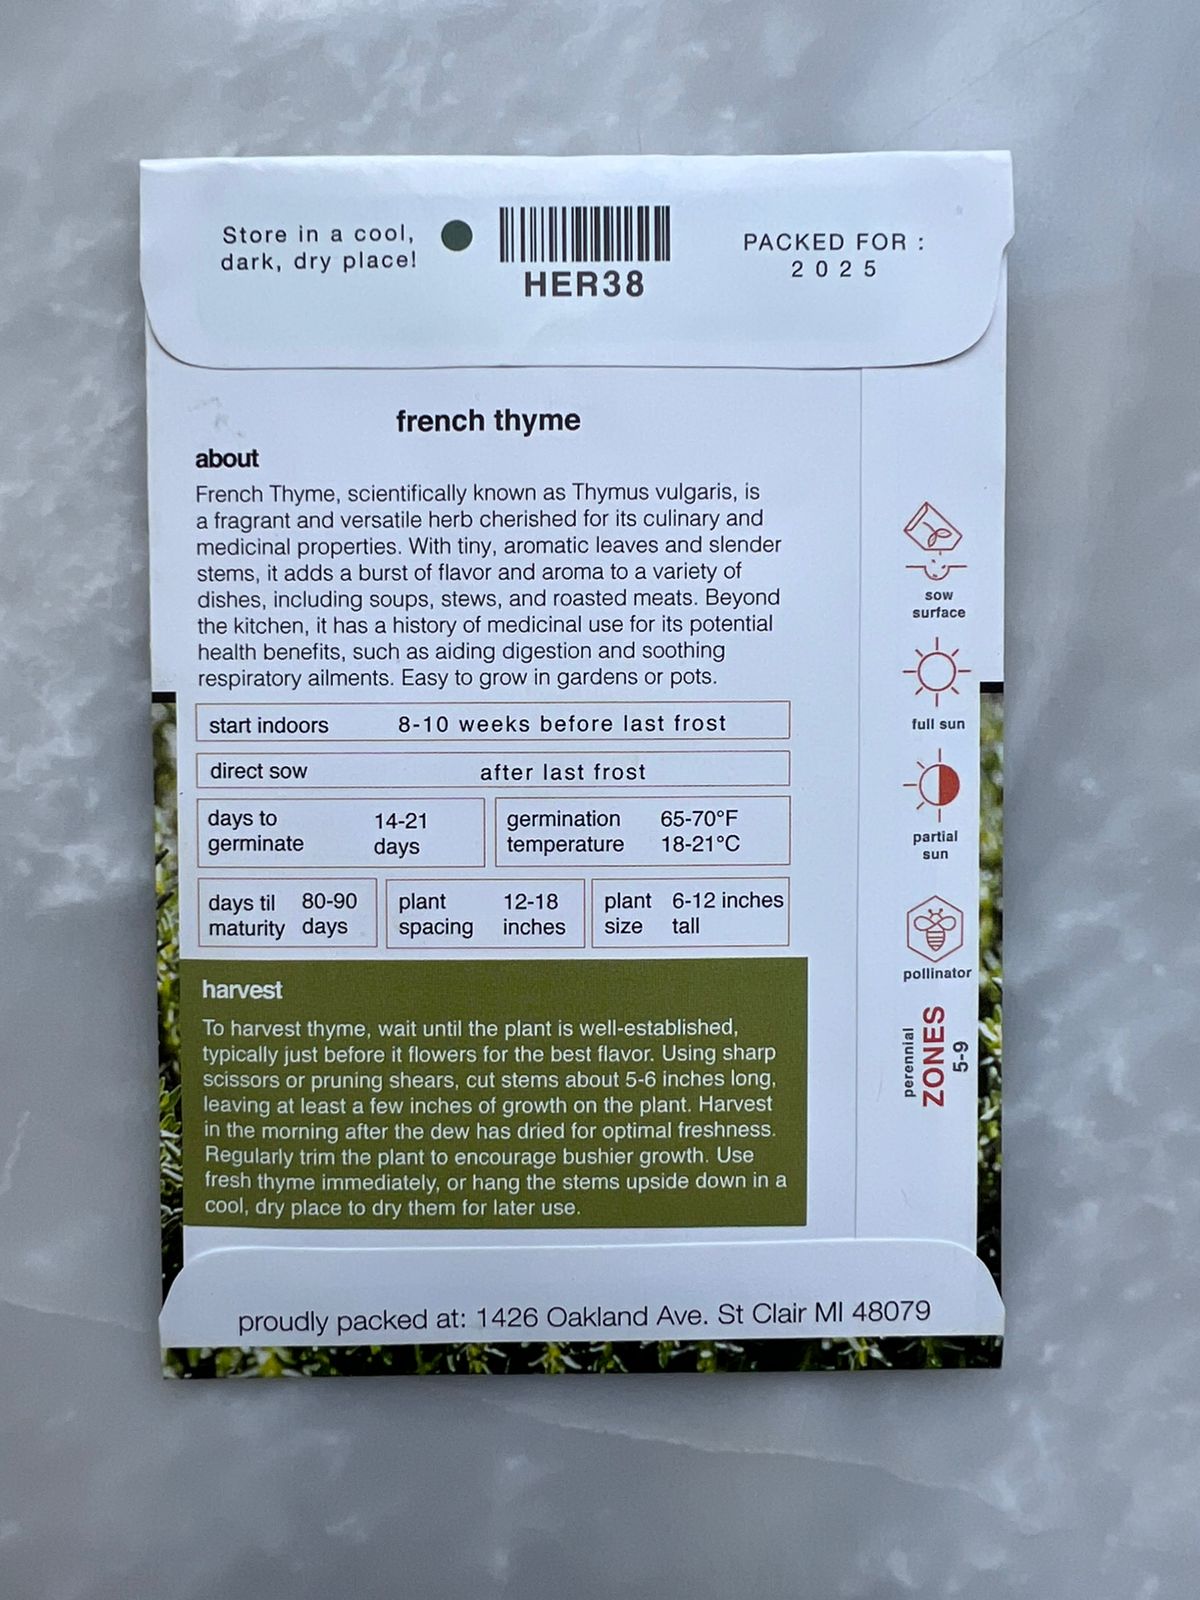 Store in a cool,
dark, dry place!
HER38
PACKED FOR :
2025
french thyme
about
French Thyme, scientifically known as Thymus vulgaris, is
a fragrant and versatile herb cherished for its culinary and
medicinal properties. With tiny, aromatic leaves and slender
stems, it adds a burst of flavor and aroma to a variety of
dishes, including soups, stews, and roasted meats. Beyond
the kitchen, it has a history of medicinal use for its potential
health benefits, such as aiding digestion and soothing
respiratory ailments. Easy to grow in gardens or pots.
start indoors 8-10 weeks before last frost
direct sow after last frost
days to
germinate
14-21
days
germination
temperature
65-70°F
18-21°C
days til
maturity
80-90
days
plant
spacing
12-18
inches
plant
size
6-12 inches
tall
harvest
To harvest thyme, wait until the plant is well-established,
typically just before it flowers for the best flavor. Using sharp
scissors or pruning shears, cut stems about 5-6 inches long,
leaving at least a few inches of growth on the plant. Harvest
in the morning after the dew has dried for optimal freshness.
Regularly trim the plant to encourage bushier growth. Use
fresh thyme immediately, or hang the stems upside down in a
cool, dry place to dry them for later use.
sow
surface
full sun
partial
sun
pollinator
perennial
ZONES
5-9
proudly packed at: 1426 Oakland Ave. St Clair MI 48079